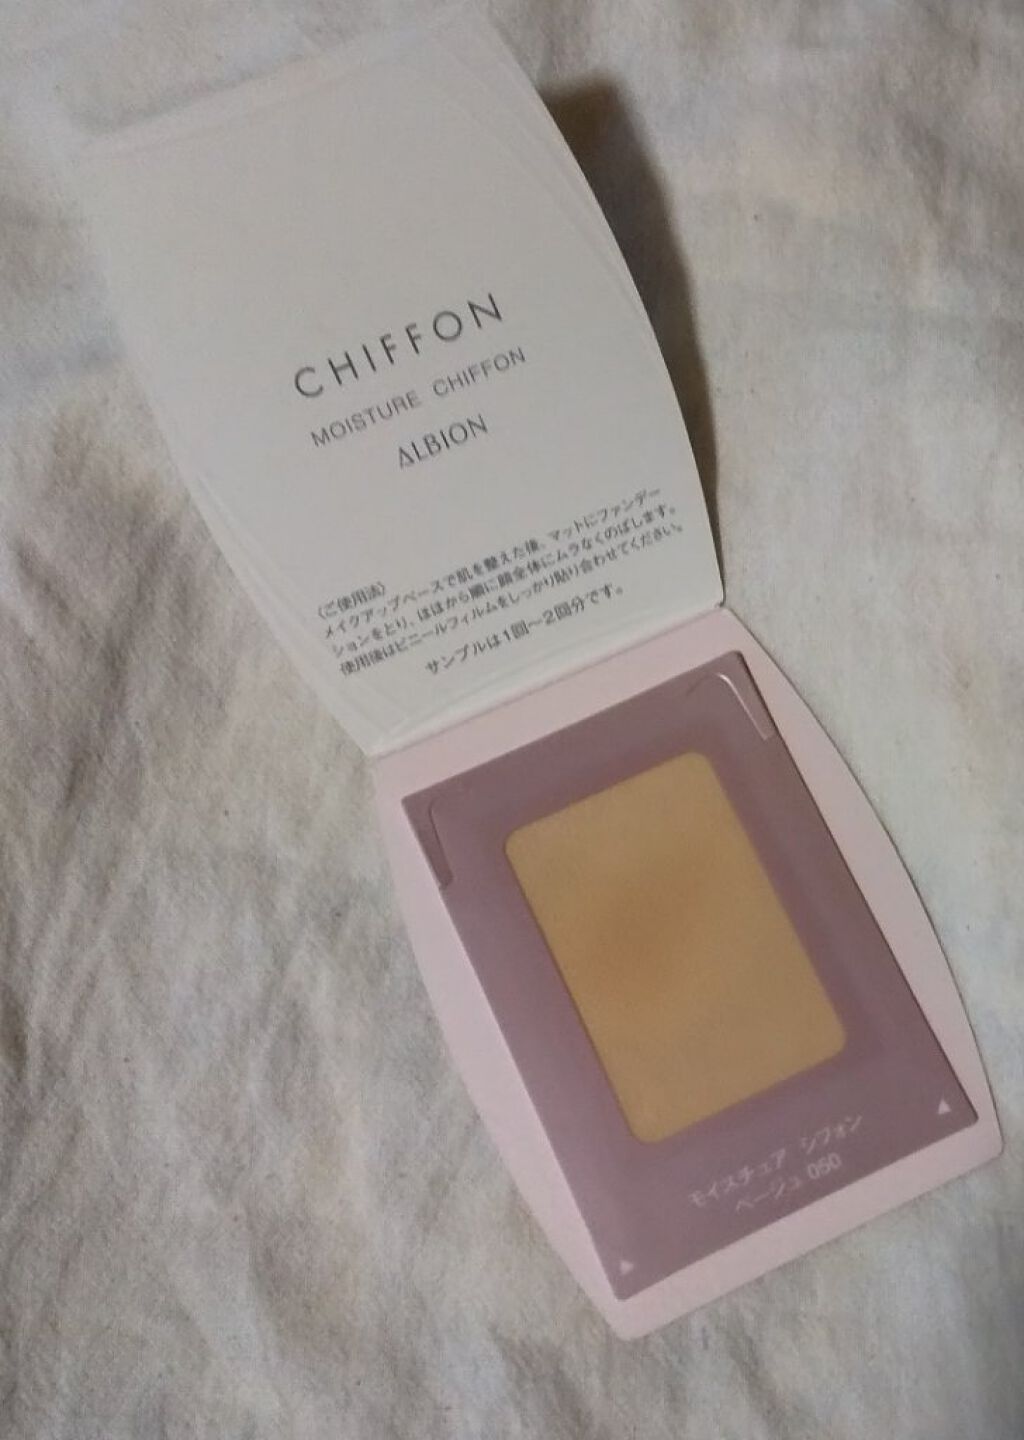 CHIFFON
MOISTURE CHIFFON
ALBION
〈ご使用法〉
メイクアップベースで肌を整えた後、マットにファンデー
ションをとり、ほほから順に顔全体にムラなくのばします。
使用後はビニールフィルムをしっかり貼り合わせてください。
サンプルは1回〜2回分です。
モイスチュア シフォン
ベージュ 050